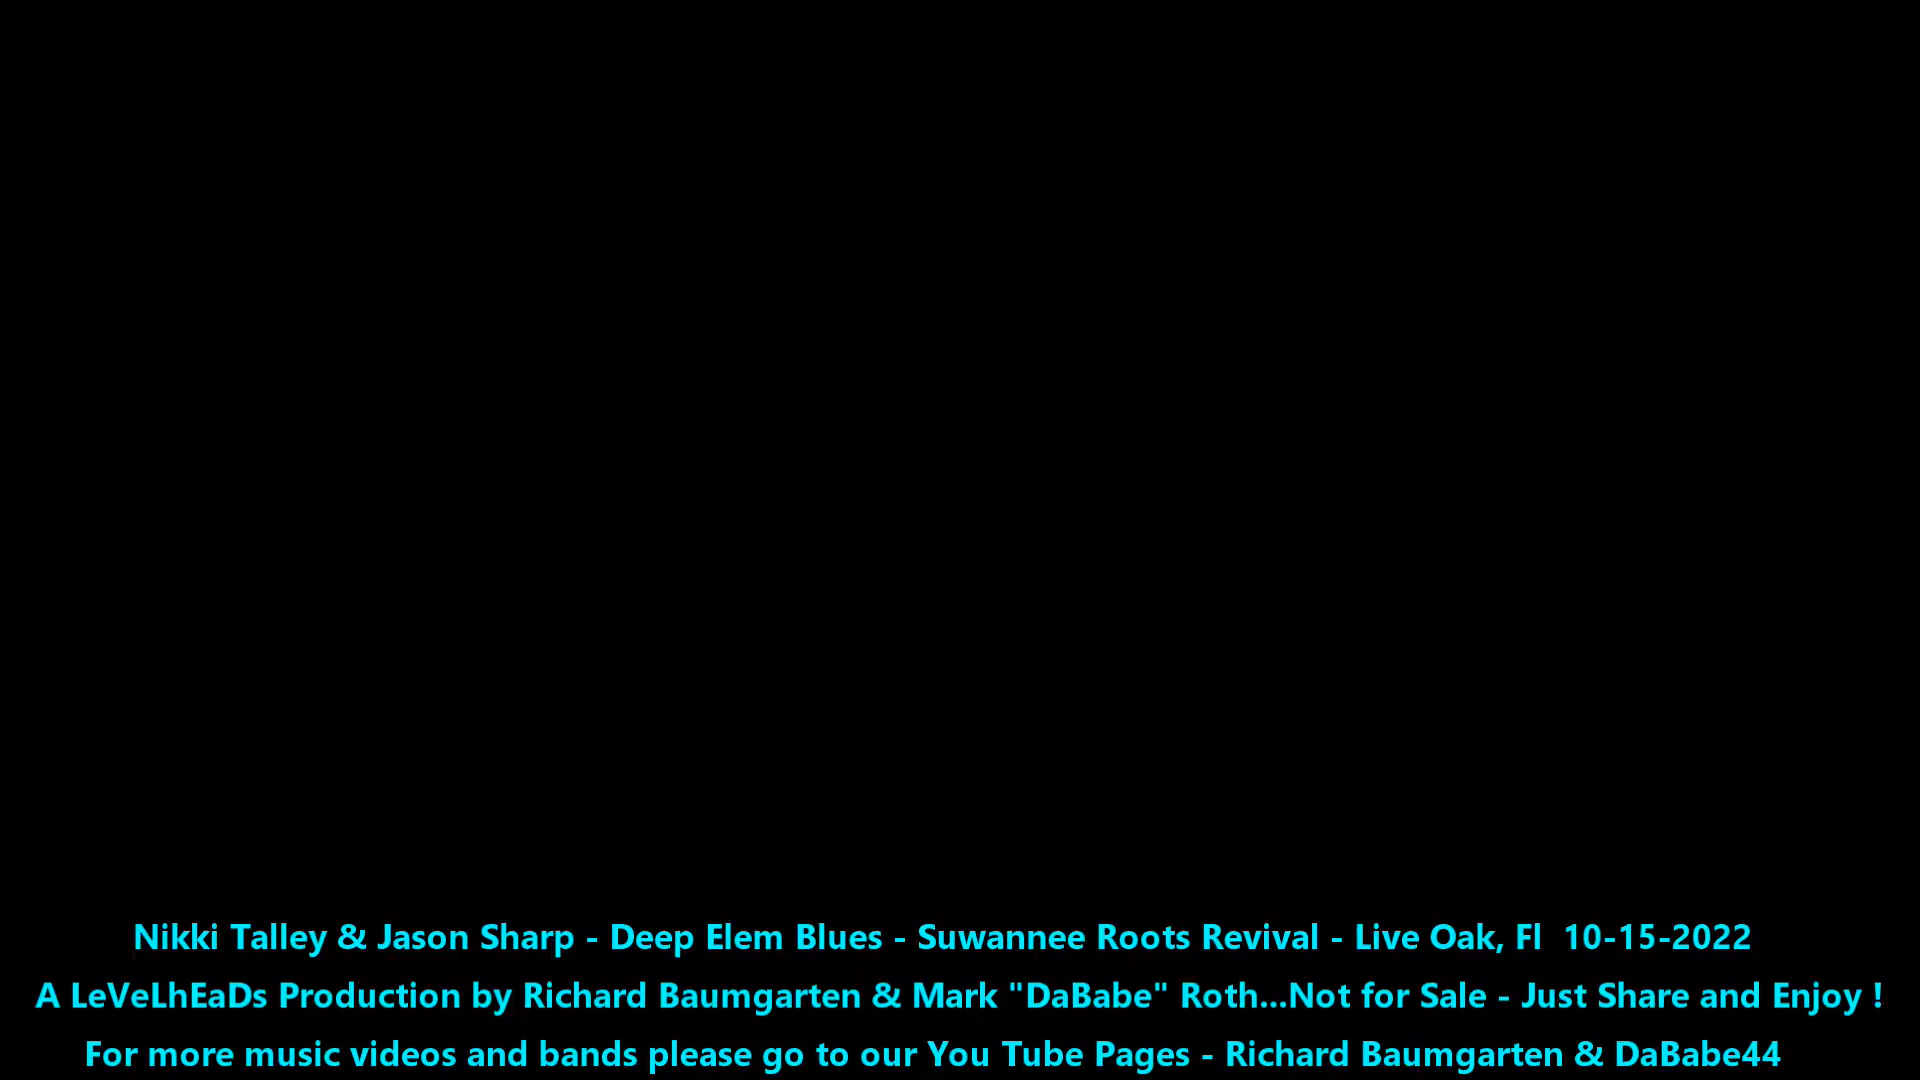 Nikki Talley & Jason Sharp - Deep Elem Blues - Suwannee Roots Revival - Live Oak, Fl  10-15-2022
A LeVeLhEaDs Production by Richard Baumgarten & Mark "DaBabe" Roth...Not for Sale - Just Share and Enjoy !
For more music videos and bands please go to our You Tube Pages - Richard Baumgarten & DaBabe44